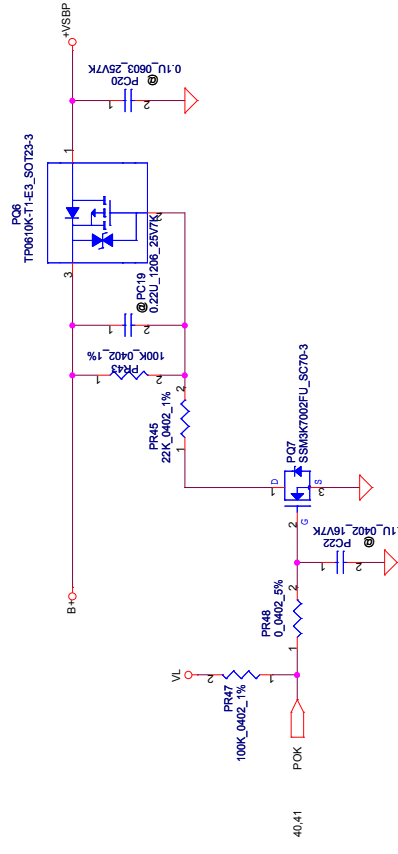 +VSBP
0.1U_0603_25V7K
PC20
@
1
2
PQ6
TP0610K-T1-E3_SOT23-3
1
3
2
@PC19
0.22U_1206_25V7K
1
2
100K_0402_1%
PR43
1
2
B+
PR45
22K_0402_1%
1
2
PQ7
SSM3K7002FU_SC70-3
D
S
G
1
2
3
1U_0402_16V7K
PC22
@
1
2
PR48
0_0402_5%
1
2
VL
PR47
100K_0402_1%
2
1
POK
40,41